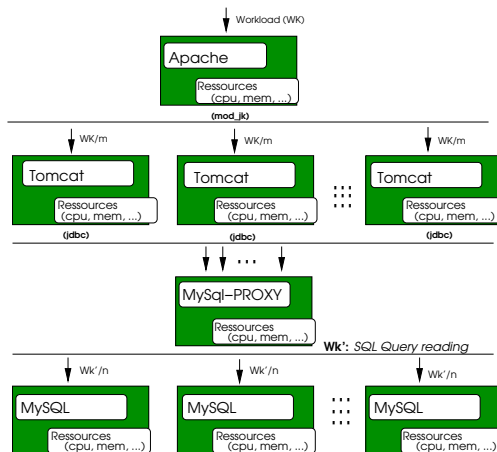 Workload (WK)
Apache
Ressources
(cpu, mem, ...)
(mod_jk)
WK/m
WK/m
WK/m
Tomcat
Tomcat
Tomcat
Ressources
(cpu, mem, ...)
Ressources
(cpu, mem, ...)
Ressources
(cpu, mem, ...)
(jdbc)
(jdbc)
(jdbc)
...
MySql-PROXY
Ressources
(cpu, mem, ...)
Wk': SQL Query reading
Wk'/n
Wk'/n
Wk'/n
MySQL
MySQL
MySQL
Ressources
(cpu, mem, ...)
Ressources
(cpu, mem, ...)
Ressources
(cpu, mem, ...)